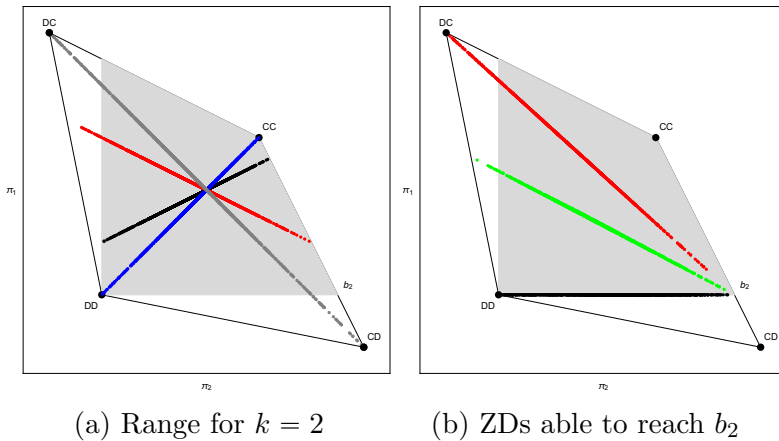 DC
CC
π₁
b₂
DD
CD
π₂
(a) Range for k = 2
DC
CC
π₁
b₂
DD
CD
π₂
(b) ZDs able to reach b₂